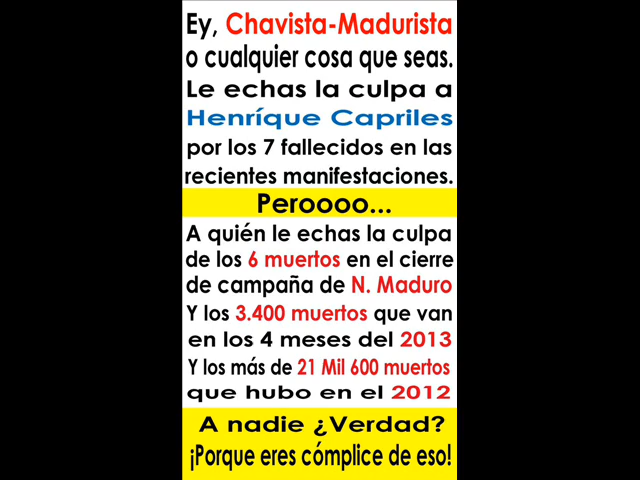 Ey, Chavista-Madurista
o cualquier cosa que seas.
Le echas la culpa a
Henríque Capriles
por los 7 fallecidos en las
recientes manifestaciones.
Peroooo...
A quién le echas la culpa
de los 6 muertos en el cierre
de campaña de N. Maduro
Y los 3.400 muertos que van
en los 4 meses del 2013
Y los más de 21 Mil 600 muertos
que hubo en el 2012
A nadie ¿Verdad?
¡Porque eres cómplice de eso!